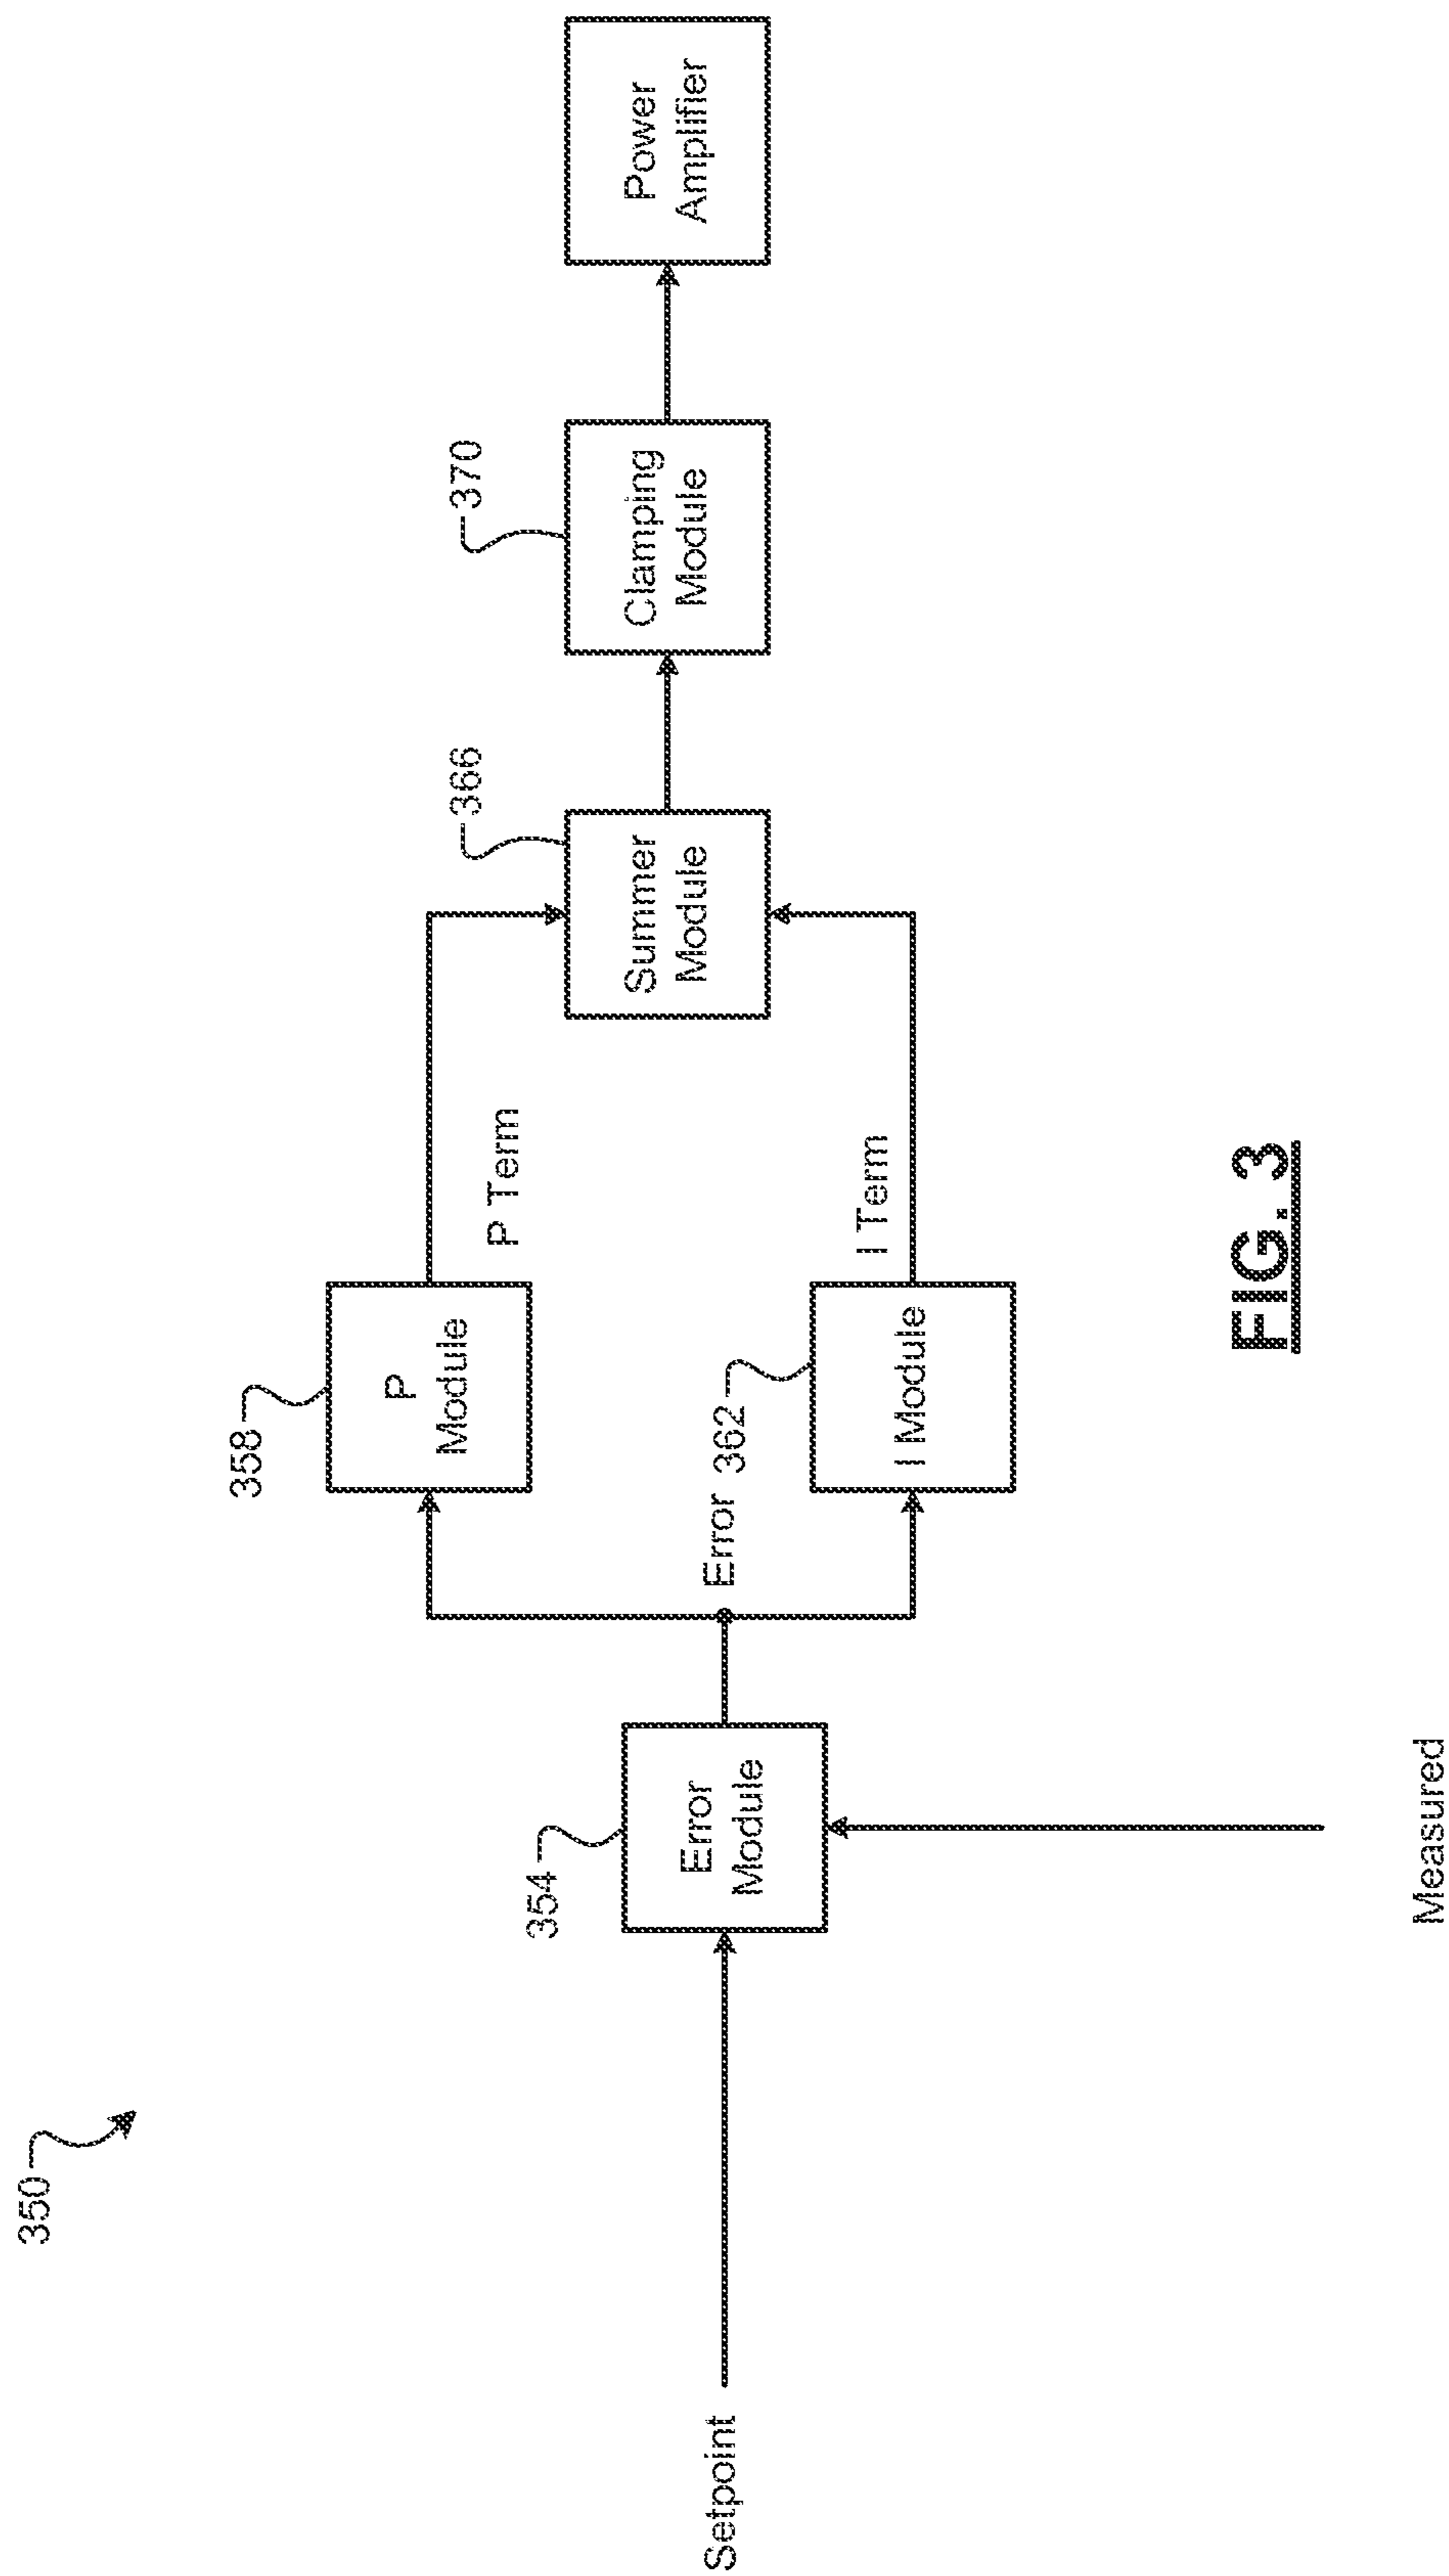 350
358
P
Module
P Term
366
370
354
Setpoint
Error
Module
Error
Summer
Module
Clamping
Module
Power
Amplifier
362
I Module
I Term
Measured
FIG. 3